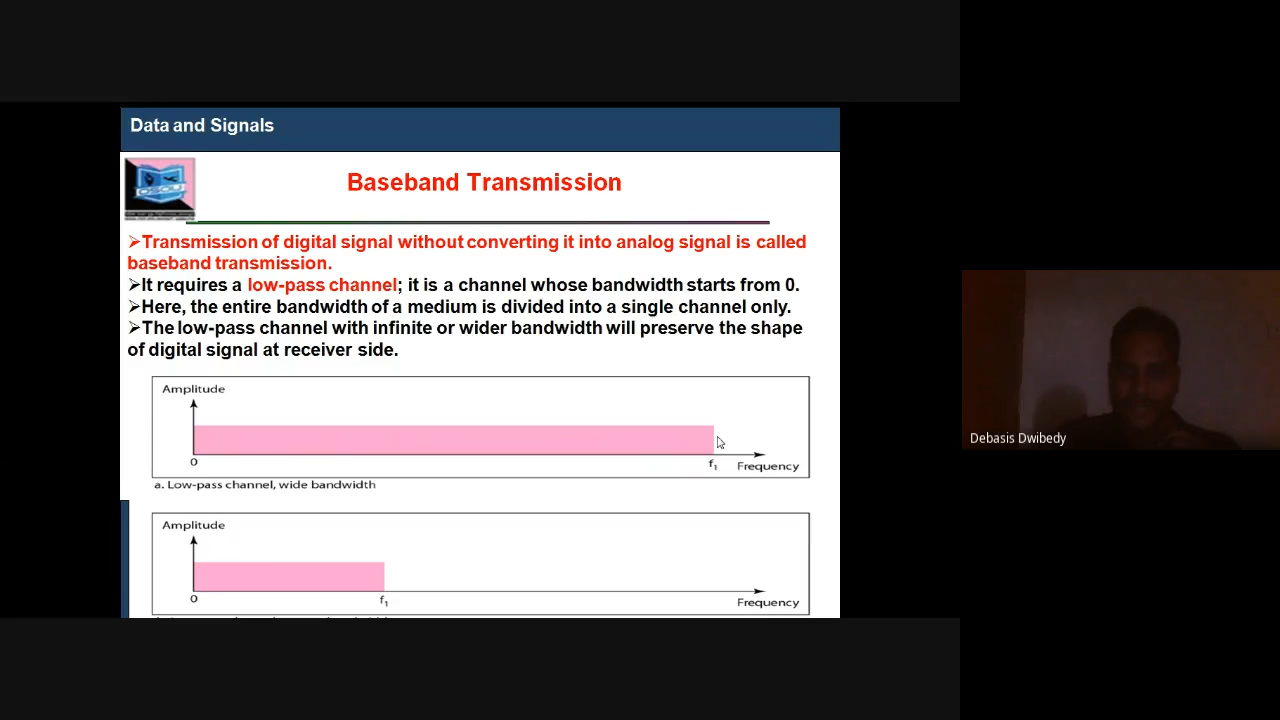 Data and Signals
Baseband Transmission
➢Transmission of digital signal without converting it into analog signal is called
baseband transmission.
➢It requires a low-pass channel; it is a channel whose bandwidth starts from 0.
➢Here, the entire bandwidth of a medium is divided into a single channel only.
➢The low-pass channel with infinite or wider bandwidth will preserve the shape
of digital signal at receiver side.
Amplitude
0
f₁
Frequency
a. Low-pass channel, wide bandwidth
Amplitude
0
f₁
Frequency
Debasis Dwibedy